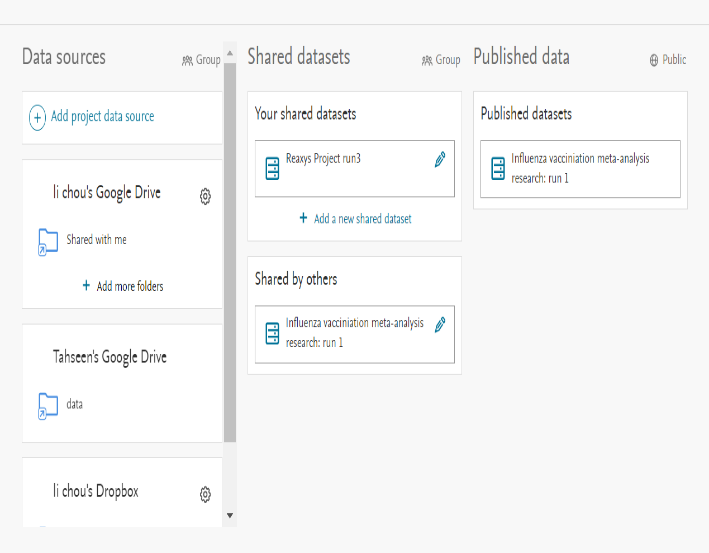 Data sources
Group
Add project data source
li chou's Google Drive
Shared with me
+ Add more folders
Tahseen's Google Drive
data
li chou's Dropbox
Shared datasets
Group
Your shared datasets
Reaxys Project run3
+ Add a new shared dataset
Shared by others
Influenza vacciniation meta-analysis
research: run 1
Published data
Public
Published datasets
Influenza vacciniation meta-analysis
research: run 1